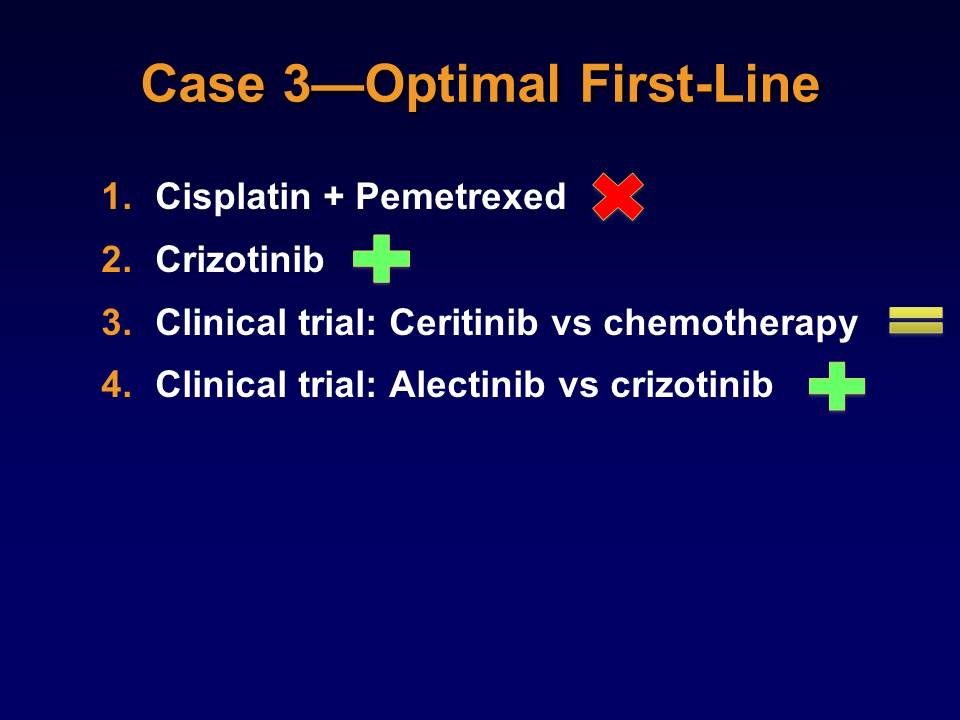 Case 3—Optimal First-Line
1. Cisplatin + Pemetrexed
2. Crizotinib
3. Clinical trial: Ceritinib vs chemotherapy
4. Clinical trial: Alectinib vs crizotinib